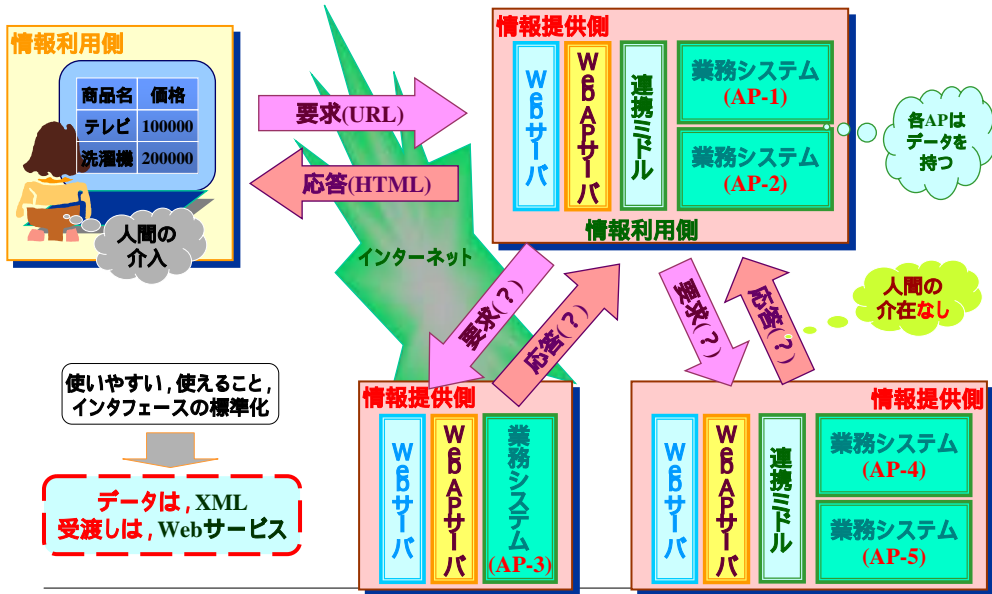 情報利用側
商品名 価格
テレビ 100000
洗濯機 200000
人間の
介入
要求(URL)
応答(HTML)
インターネット
情報提供側
Webサーバ
Web APサーバ
連携ミドル
業務システム
(AP-1)
業務システム
(AP-2)
情報利用側
各APは
データを
持つ
要求(?)
応答(?)
要求(?)
応答(?)
人間の
介在なし
使いやすい,使えること,
インタフェースの標準化
データは,XML
受渡しは,Webサービス
情報提供側
Webサーバ
Web APサーバ
業務システム
(AP-3)
情報提供側
Webサーバ
Web APサーバ
連携ミドル
業務システム
(AP-4)
業務システム
(AP-5)